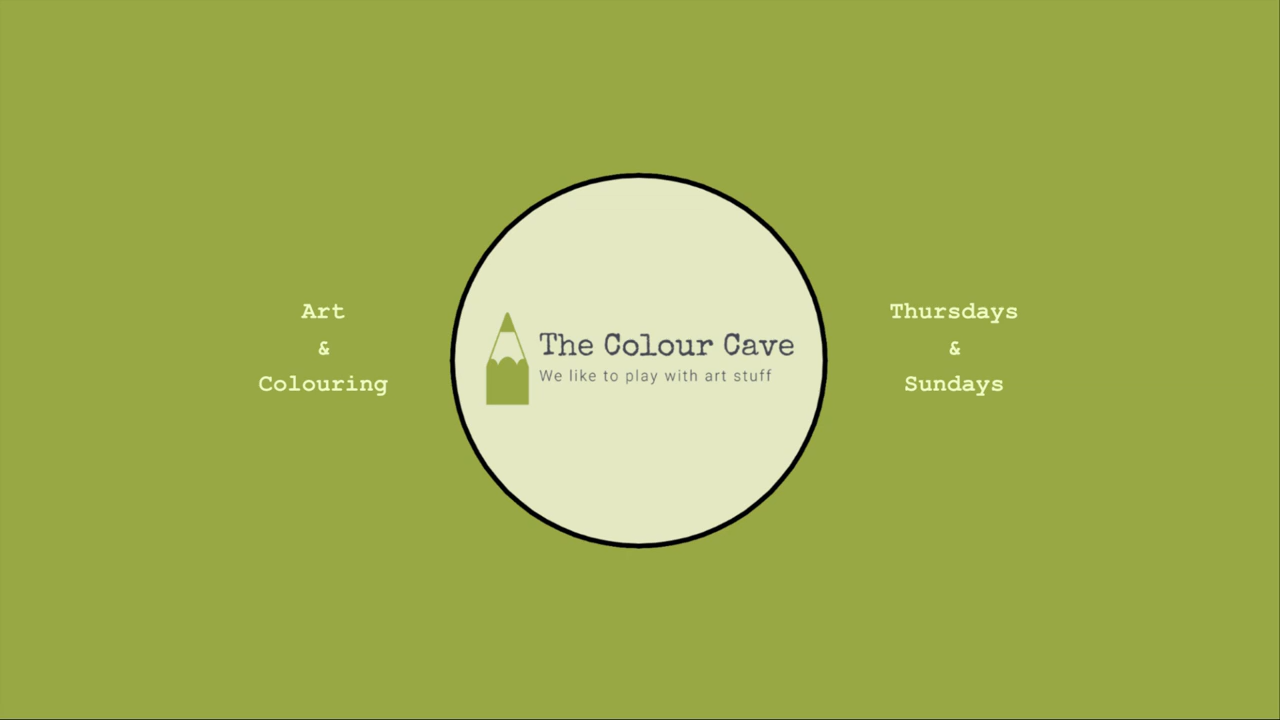 Art
&
Colouring
The Colour Cave
We like to play with art stuff
Thursdays
&
Sundays